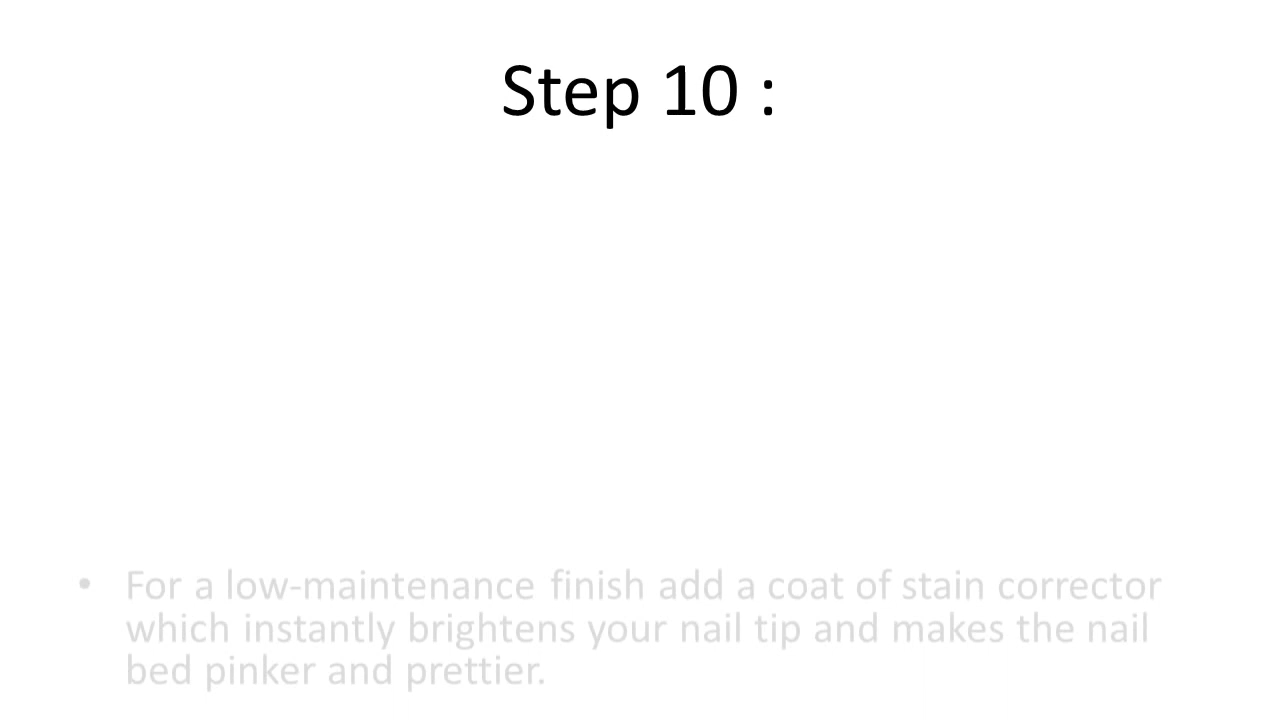 Step 10 :
• For a low-maintenance finish add a coat of stain corrector
which instantly brightens your nail tip and makes the nail
bed pinker and prettier.